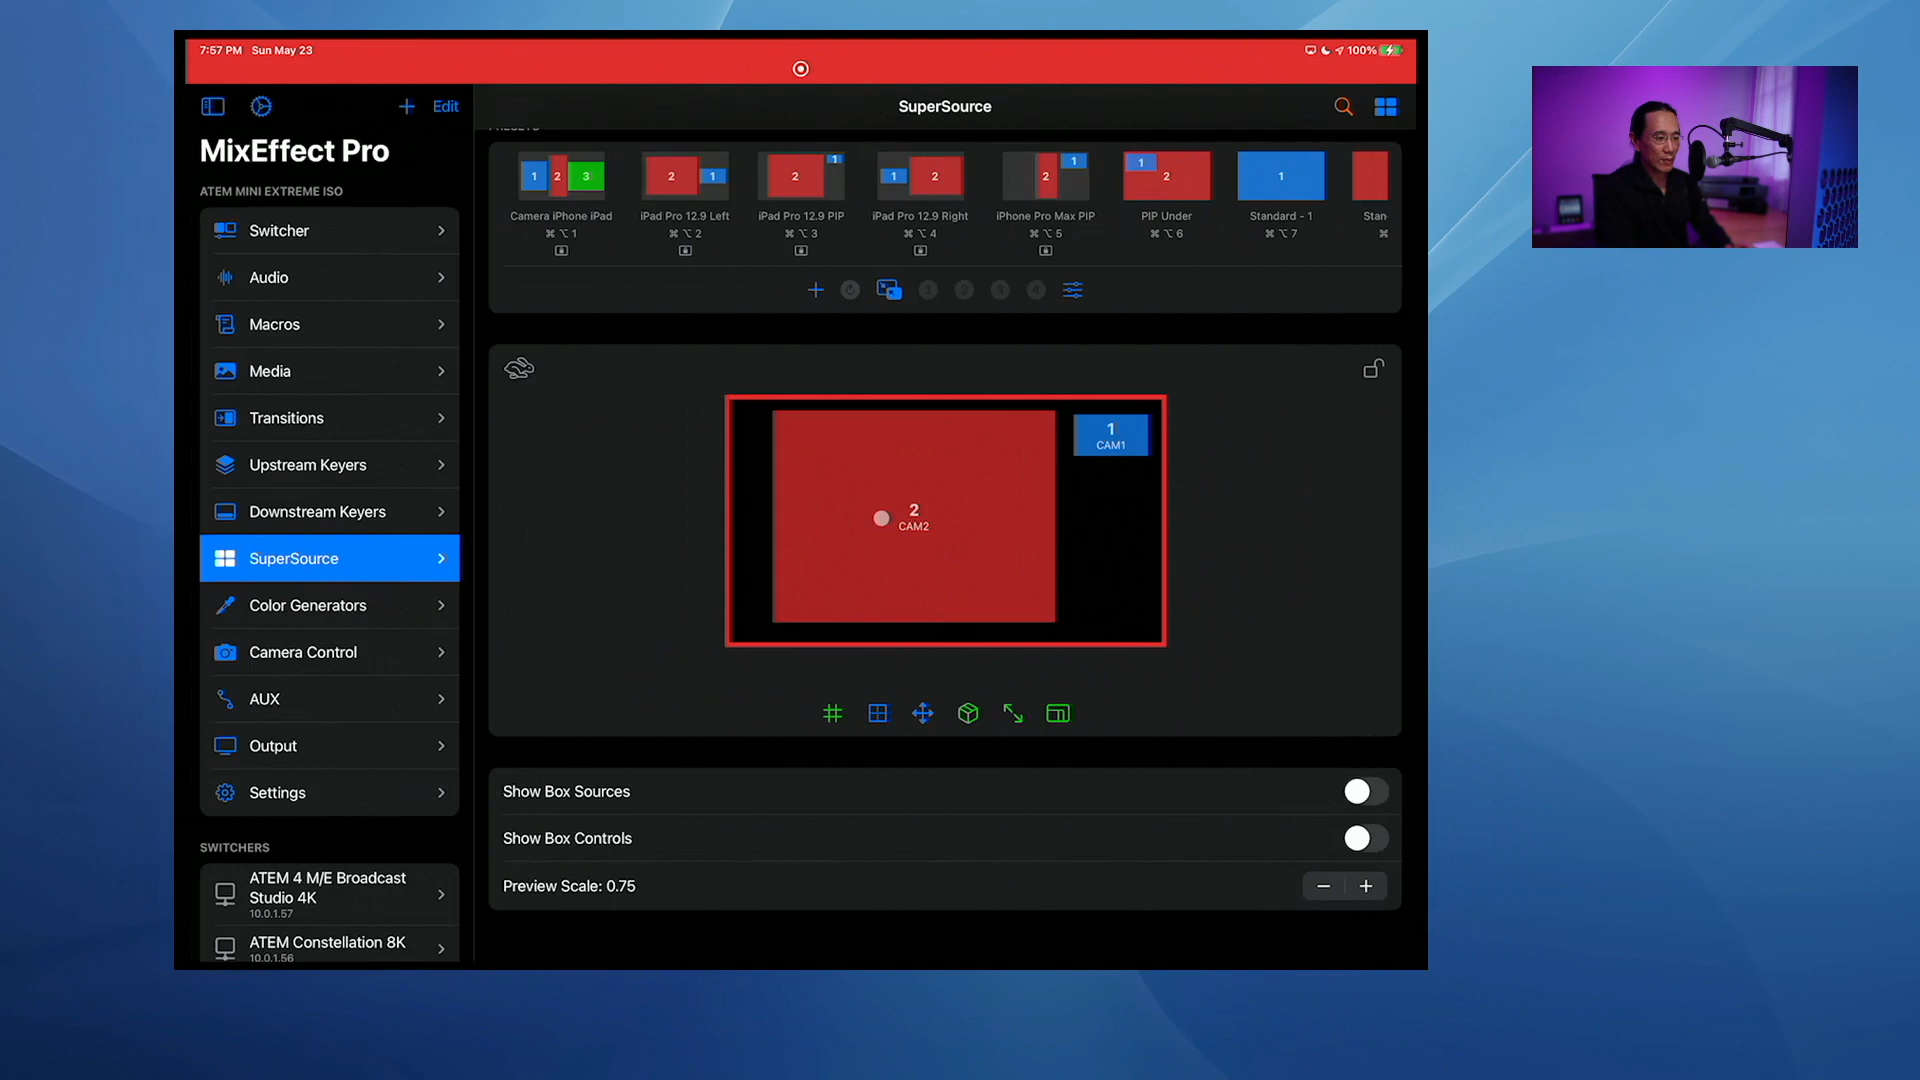 7:57 PM Sun May 23
100%
Edit
SuperSource
MixEffect Pro
ATEM MINI EXTREME ISO
Switcher
Audio
Macros
Media
Transitions
Upstream Keyers
Downstream Keyers
SuperSource
Color Generators
Camera Control
AUX
Output
Settings
SWITCHERS
ATEM 4 M/E Broadcast
Studio 4K
10.0.1.57
ATEM Constellation 8K
10.0.1.56
PRESETS
1 2 3
2 1
2 1
1 2
2 1
1 2
1
Camera iPhone iPad
⌘ ⌥ 1
iPad Pro 12.9 Left
⌘ ⌥ 2
iPad Pro 12.9 PIP
⌘ ⌥ 3
iPad Pro 12.9 Right
⌘ ⌥ 4
iPhone Pro Max PIP
⌘ ⌥ 5
PIP Under
⌘ ⌥ 6
Standard - 1
⌘ ⌥ 7
Stan
⌘
1 2 3 4
1
CAM1
2
CAM2
Show Box Sources
Show Box Controls
Preview Scale: 0.75